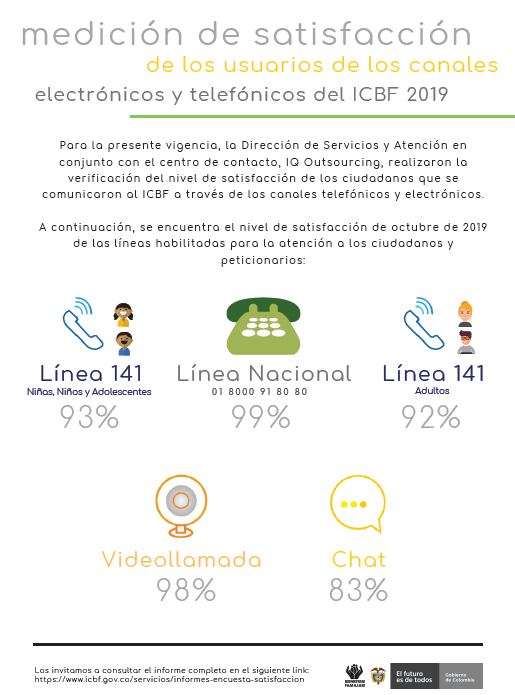 medición de satisfacción
de los usuarios de los canales
electrónicos y telefónicos del ICBF 2019
Para la presente vigencia, la Dirección de Servicios y Atención en
conjunto con el centro de contacto, IQ Outsourcing, realizaron la
verificación del nivel de satisfacción de los ciudadanos que se
comunicaron al ICBF a través de los canales telefónicos y electrónicos.
A continuación, se encuentra el nivel de satisfacción de octubre de 2019
de las líneas habilitadas para la atención a los ciudadanos y
peticionarios:
Línea 141
Niñas, Niños y Adolescentes
93%
Línea Nacional
01 8000 91 80 80
99%
Línea 141
Adultos
92%
Videollamada
98%
Chat
83%
Los invitamos a consultar el informe completo en el siguiente link:
https://www.icbf.gov.co/servicios/informes-encuesta-satisfaccion
BIENESTAR
FAMILIAR
El futuro
es de todos
Gobierno
de Colombia